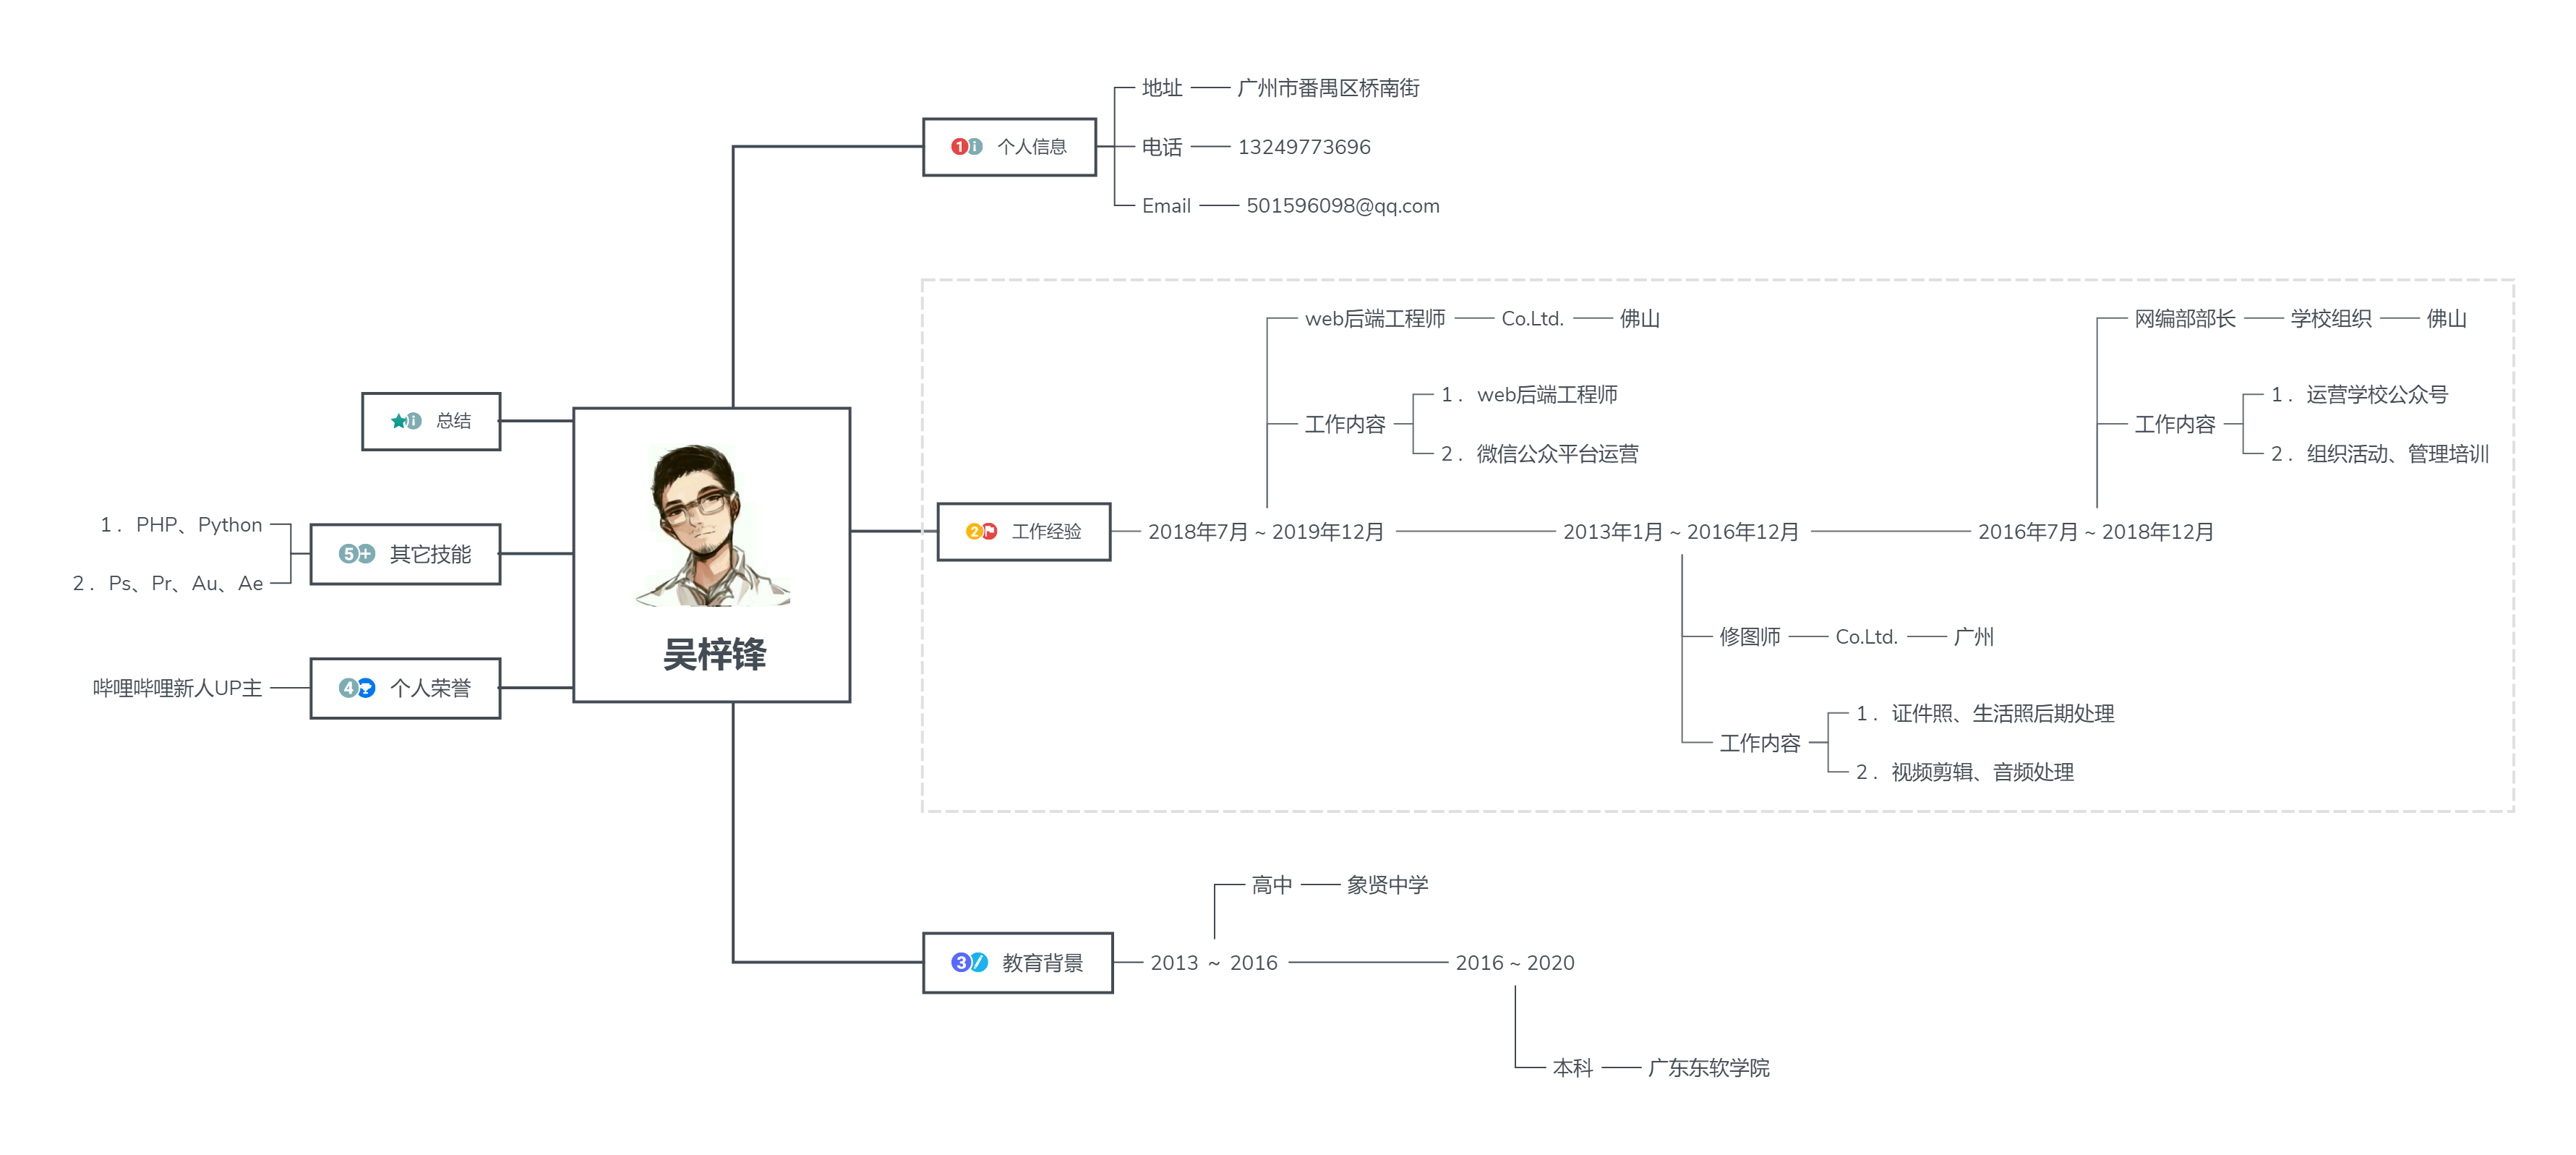 吴梓锋
1 个人信息
地址
广州市番禺区桥南街
电话
13249773696
Email
501596098@qq.com
2 工作经验
2018年7月 ~ 2019年12月
web后端工程师
Co.Ltd.
佛山
工作内容
1. web后端工程师
2. 微信公众平台运营
2013年1月 ~ 2016年12月
修图师
Co.Ltd.
广州
工作内容
1. 证件照、生活照后期处理
2. 视频剪辑、音频处理
2016年7月 ~ 2018年12月
网编部部长
学校组织
佛山
工作内容
1. 运营学校公众号
2. 组织活动、管理培训
3 教育背景
2013 ~ 2016
高中
象贤中学
2016 ~ 2020
本科
广东东软学院
4 个人荣誉
哔哩哔哩新人UP主
5 其它技能
1. PHP、Python
2. Ps、Pr、Au、Ae
总结